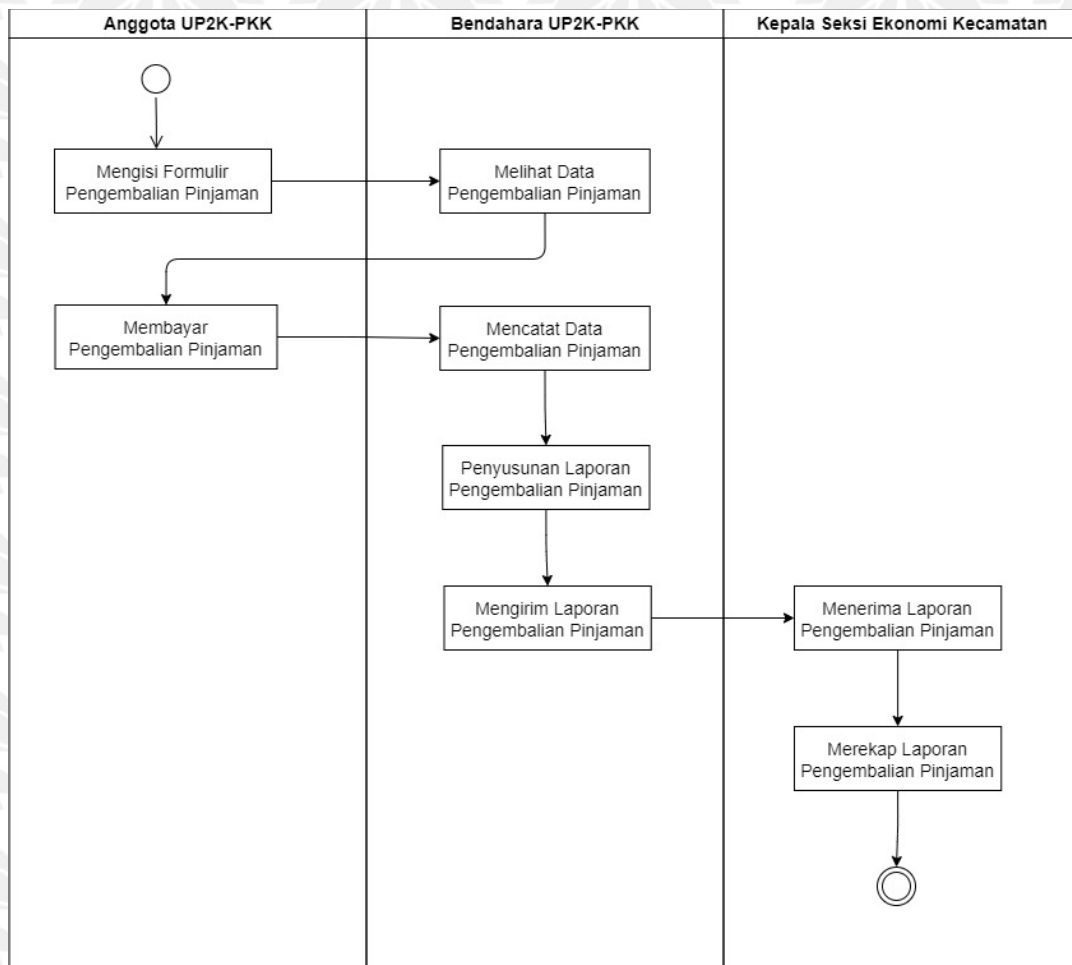 Anggota UP2K-PKK
Bendahara UP2K-PKK
Kepala Seksi Ekonomi Kecamatan
Mengisi Formulir
Pengembalian Pinjaman
Melihat Data
Pengembalian Pinjaman
Membayar
Pengembalian Pinjaman
Mencatat Data
Pengembalian Pinjaman
Penyusunan Laporan
Pengembalian Pinjaman
Mengirim Laporan
Pengembalian Pinjaman
Menerima Laporan
Pengembalian Pinjaman
Merekap Laporan
Pengembalian Pinjaman